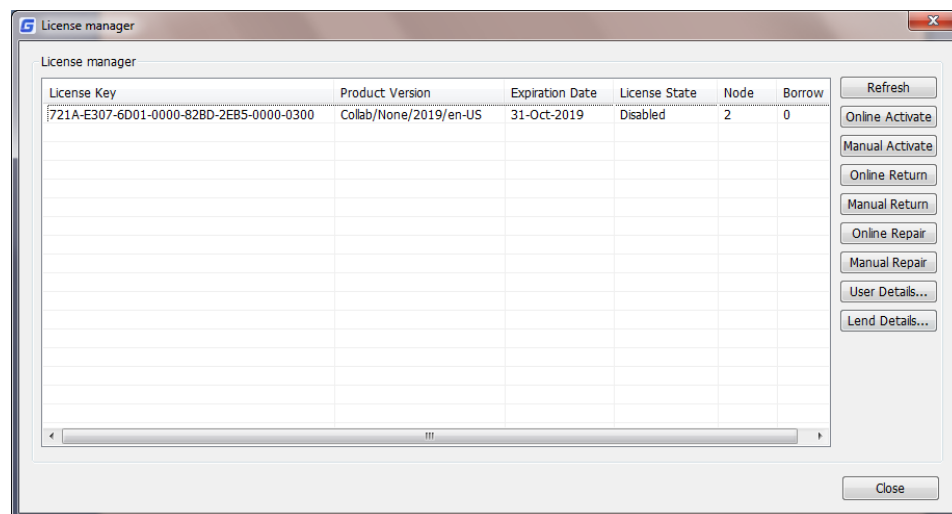 License manager
License manager
License Key Product Version Expiration Date License State Node Borrow
721A-E307-6D01-0000-82BD-2EB5-0000-0300 Collab/None/2019/en-US 31-Oct-2019 Disabled 2 0
Refresh
Online Activate
Manual Activate
Online Return
Manual Return
Online Repair
Manual Repair
User Details...
Lend Details...
Close